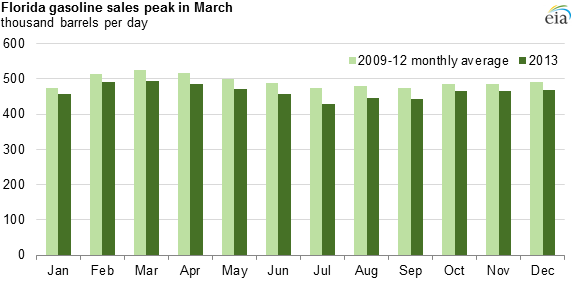 Florida gasoline sales peak in March
thousand barrels per day
eia
600
2009-12 monthly average 2013
500
400
300
200
100
0
Jan Feb Mar Apr May Jun Jul Aug Sep Oct Nov Dec